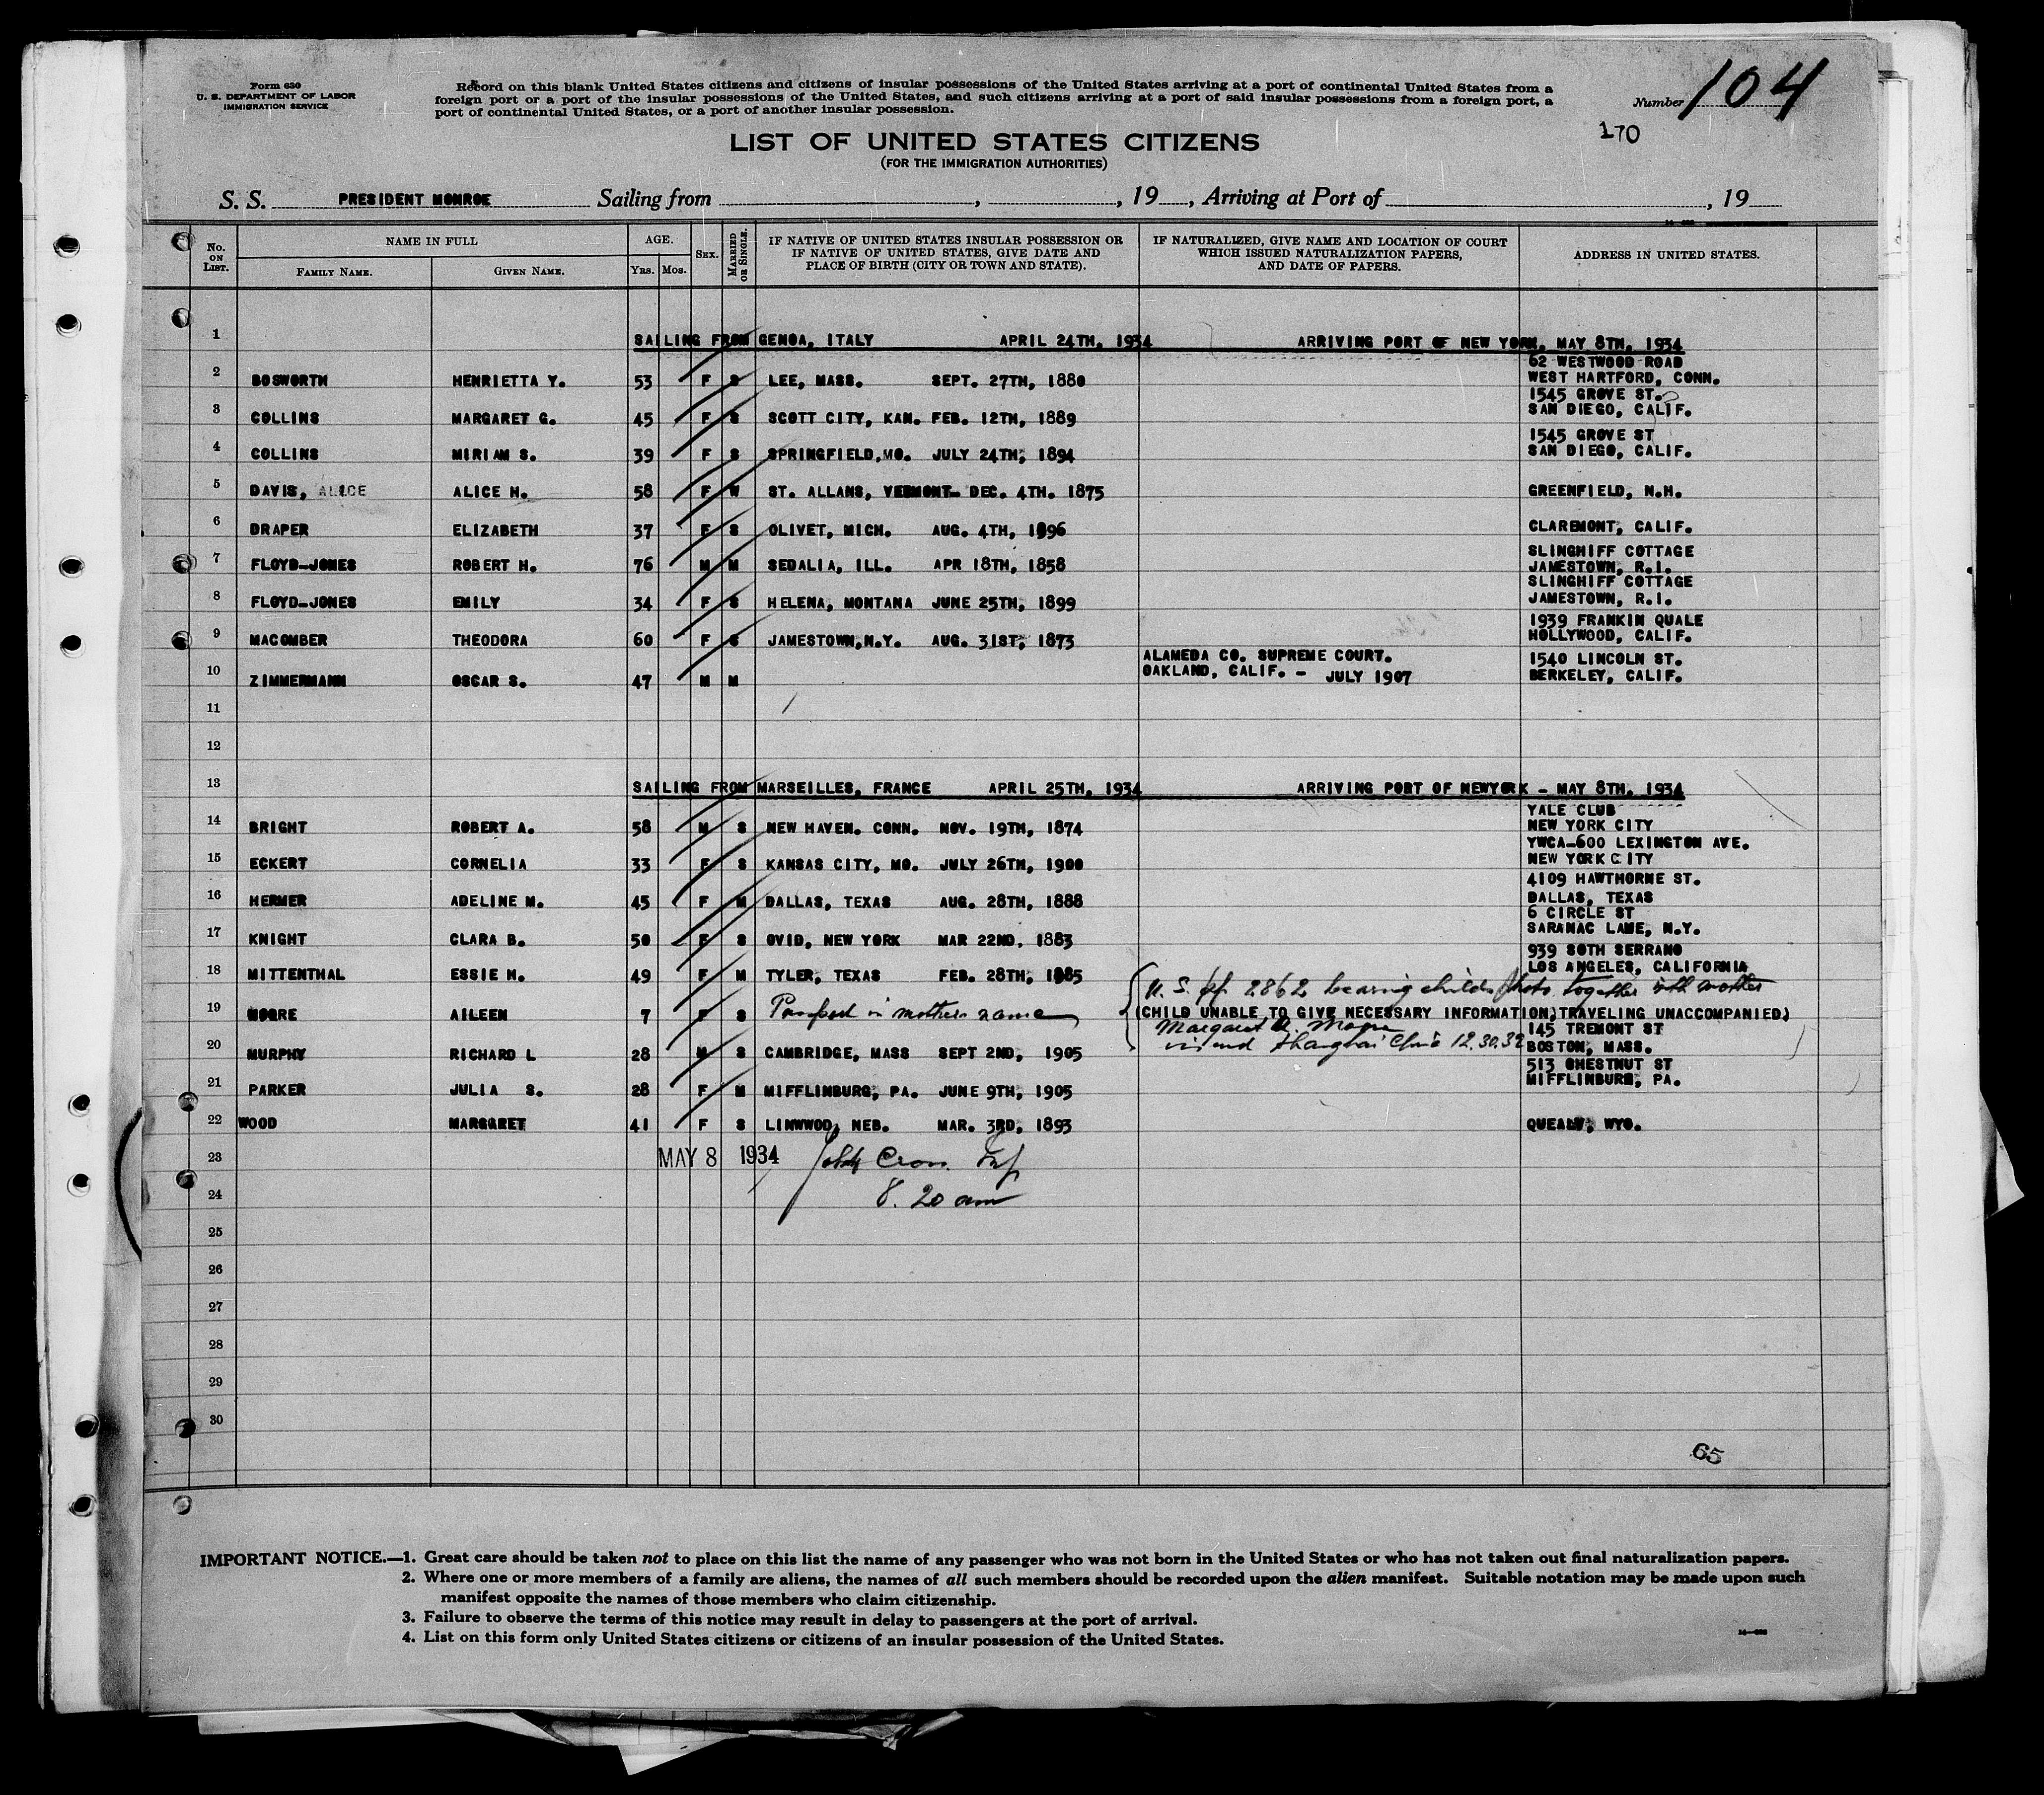 Form 630
U. S. DEPARTMENT OF LABOR
IMMIGRATION SERVICE
Record on this blank United States citizens and citizens of insular possessions of the United States arriving at a port of continental United States from a
foreign port or a port of the insular possessions of the United States, and such citizens arriving at a port of said insular possessions from a foreign port, a
port of continental United States, or a port of another insular possession.
Number 104
170
LIST OF UNITED STATES CITIZENS
(FOR THE IMMIGRATION AUTHORITIES)
S. S. PRESIDENT MONROE Sailing from , , 19 , Arriving at Port of , 19
No. ON LIST. NAME IN FULL FAMILY NAME. GIVEN NAME. AGE. YRS. MOS. SEX. MARRIED OR SINGLE. IF NATIVE OF UNITED STATES INSULAR POSSESSION OR IF NATIVE OF UNITED STATES, GIVE DATE AND PLACE OF BIRTH (CITY OR TOWN AND STATE). IF NATURALIZED, GIVE NAME AND LOCATION OF COURT WHICH ISSUED NATURALIZATION PAPERS, AND DATE OF PAPERS. ADDRESS IN UNITED STATES.
1 SAILING FROM GENOA, ITALY APRIL 24TH, 1934 ARRIVING PORT OF NEW YORK, MAY 8TH, 1934
2 BOSWORTH HENRIETTA Y. 53 F S LEE, MASS. SEPT. 27TH, 1880 62 WESTWOOD ROAD WEST HARTFORD, CONN.
3 COLLINS MARGARET G. 45 F S SCOTT CITY, KAN. FEB. 12TH, 1889 1545 GROVE ST. SAN DIEGO, CALIF.
4 COLLINS MIRIAM S. 39 F S SPRINGFIELD, MO. JULY 24TH, 1894 1545 GROVE ST SAN DIEGO, CALIF.
5 DAVIS, ALICE ALICE H. 58 F W ST. ALLANS, VERMONT- DEC. 4TH. 1875 GREENFIELD, N.H.
6 DRAPER ELIZABETH 37 F S OLIVET, MICH. AUG. 4TH, 1896 CLAREMONT, CALIF.
7 FLOYD-JONES ROBERT H. 76 M M SEDALIA, ILL. APR 18TH, 1858 SLINGHIFF COTTAGE JAMESTOWN, R.I.
8 FLOYD-JONES EMILY 34 F S HELENA, MONTANA JUNE 25TH, 1899 SLINGHIFF COTTAGE JAMESTOWN, R.I.
9 MACOMBER THEODORA 60 F S JAMESTOWN, N.Y. AUG. 31ST, 1873 1939 FRANKIN QUALE HOLLYWOOD, CALIF.
10 ZIMMERMANN OSCAR S. 47 M M ALAMEDA CO. SUPREME COURT. OAKLAND, CALIF. - JULY 1907 1540 LINCOLN ST. BERKELEY, CALIF.
11
12
13 SAILING FROM MARSEILLES, FRANCE APRIL 25TH, 1934 ARRIVING PORT OF NEWYORK - MAY 8TH, 1934
14 BRIGHT ROBERT A. 58 M S NEW HAVEN. CONN. NOV. 19TH, 1874 YALE CLUB NEW YORK CITY
15 ECKERT CORNELIA 33 F S KANSAS CITY, MO. JULY 26TH, 1900 YWCA-600 LEXINGTON AVE. NEW YORK CITY
16 HERMER ADELINE M. 45 F M DALLAS, TEXAS AUG. 28TH, 1888 4109 HAWTHORNE ST. DALLAS, TEXAS
17 KNIGHT CLARA B. 50 F S OVID, NEW YORK MAR 22ND, 1883 6 CIRCLE ST SARANAC LAME, N.Y.
18 MITTENTHAL ESSIE H. 49 F M TYLER, TEXAS FEB. 28TH, 1885 939 SOTH SERRANO LOS ANGELES, CALIFORNIA
U. S. pp. 2862 bearing childs photo together with mother
19 MOORE AILEEN 7 F S Passport in mothers name (CHILD UNABLE TO GIVE NECESSARY INFORMATION, TRAVELING UNACCOMPANIED)
Margaret Moore
Shanghai China 12.30.32
20 MURPHY RICHARD L 28 M S CAMBRIDGE, MASS SEPT 2ND, 1905 145 TREMONT ST BOSTON, MASS.
21 PARKER JULIA S. 28 F M MIFFLINBURG, PA. JUNE 9TH, 1905 513 CHESTNUT ST MIFFLINBURG, PA.
22 WOOD MARGARET 41 F S LINWWOD, NEB. MAR. 3RD, 1893 QUEALY, WYO.
23 MAY 8 1934
24 8.20 am
25
26
27
28
29
30
65
IMPORTANT NOTICE.—1. Great care should be taken not to place on this list the name of any passenger who was not born in the United States or who has not taken out final naturalization papers.
2. Where one or more members of a family are aliens, the names of all such members should be recorded upon the alien manifest. Suitable notation may be made upon such
manifest opposite the names of those members who claim citizenship.
3. Failure to observe the terms of this notice may result in delay to passengers at the port of arrival.
4. List on this form only United States citizens or citizens of an insular possession of the United States.